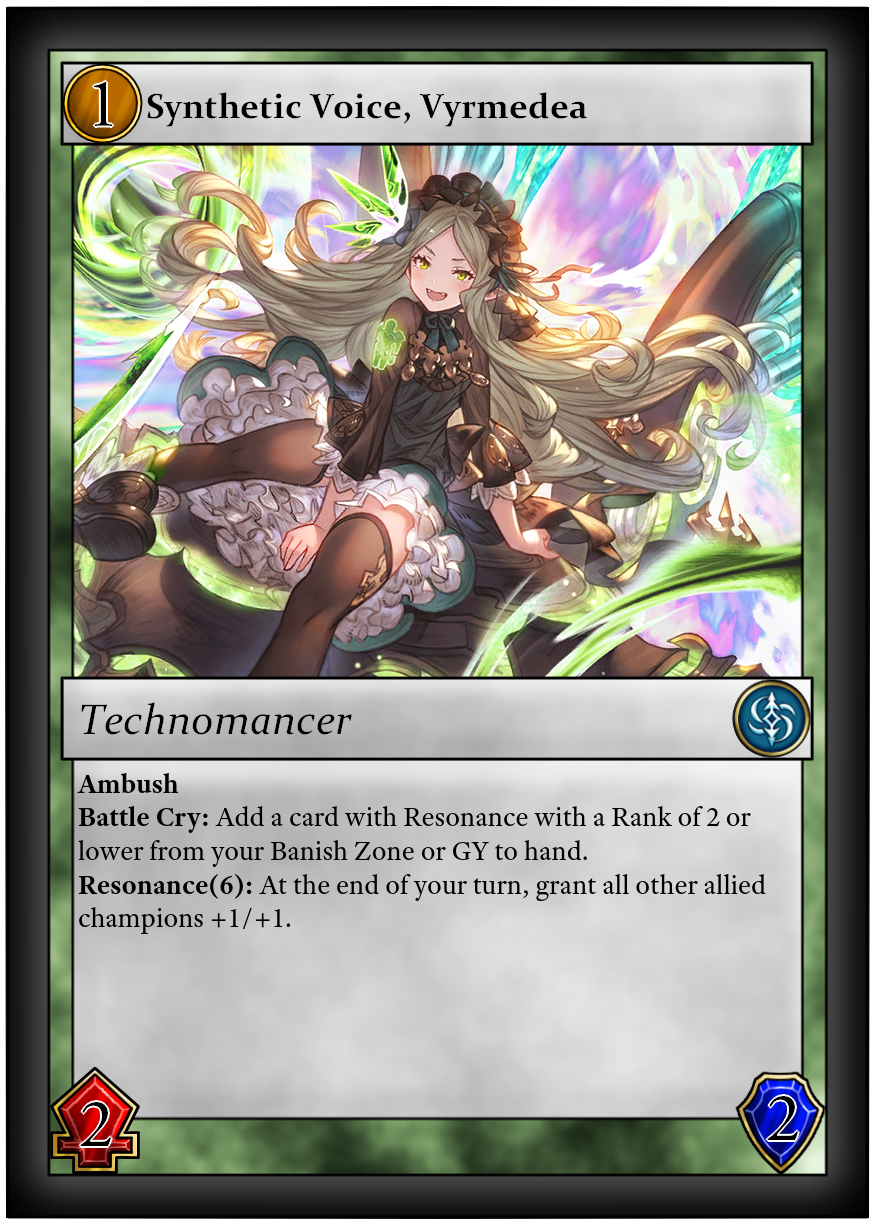 1
Synthetic Voice, Vyrmedea
Technomancer
Ambush
Battle Cry: Add a card with Resonance with a Rank of 2 or
lower from your Banish Zone or GY to hand.
Resonance(6): At the end of your turn, grant all other allied
champions +1/+1.
2
2